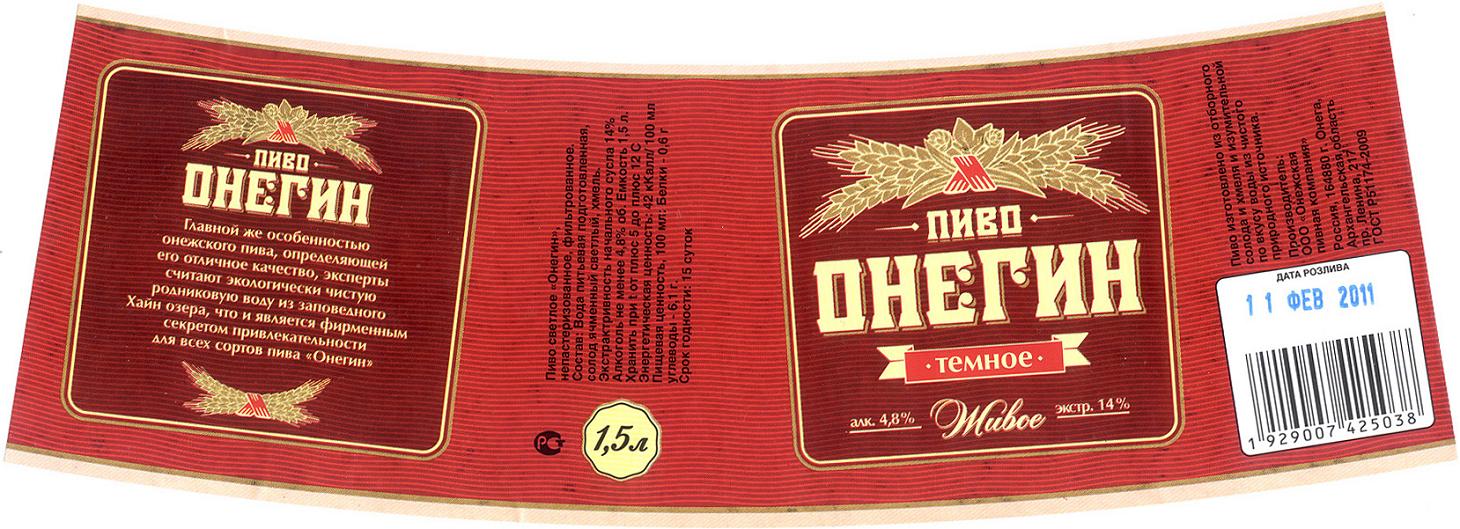 ПИВО
ОНЕГИН
Главной же особенностью
онежского пива, определяющей
его отличное качество, эксперты
считают экологически чистую
родниковую воду из заповедного
Хайн озера, что и является фирменным
секретом привлекательности
для всех сортов пива «Онегин»
Пиво светлое «Онегин»,
непастеризованное, фильтрованное.
Состав: Вода питьевая подготовленная,
солод ячменный светлый, хмель.
Экстрактивность начального сусла 14%
Алкоголь не менее 4,8% об. Емкость 1,5 л.
Хранить при t от плюс 5 до плюс 12 С
Энергетическая ценность: 42 кКалл/ 100 мл
Пищевая ценность, 100 мл: Белки - 0,6 г
углеводы - 6,1 г.
Срок годности: 15 суток
РСТ
1,5 л
ПИВО
ОНЕГИН
ТЕМНОЕ
алк. 4,8%
Живое
экстр. 14%
Пиво изготовлено из отборного
солода и хмеля и изумительной
по вкусу воды из чистого
природного источника.
Производитель:
ООО «Онежская
пивная компания»
Россия, 164880 г. Онега,
Архангельская область
пр. Ленина, 217
ГОСТ Р51174-2009
ДАТА РОЗЛИВА
11 ФЕВ 2011
1 929007 425038